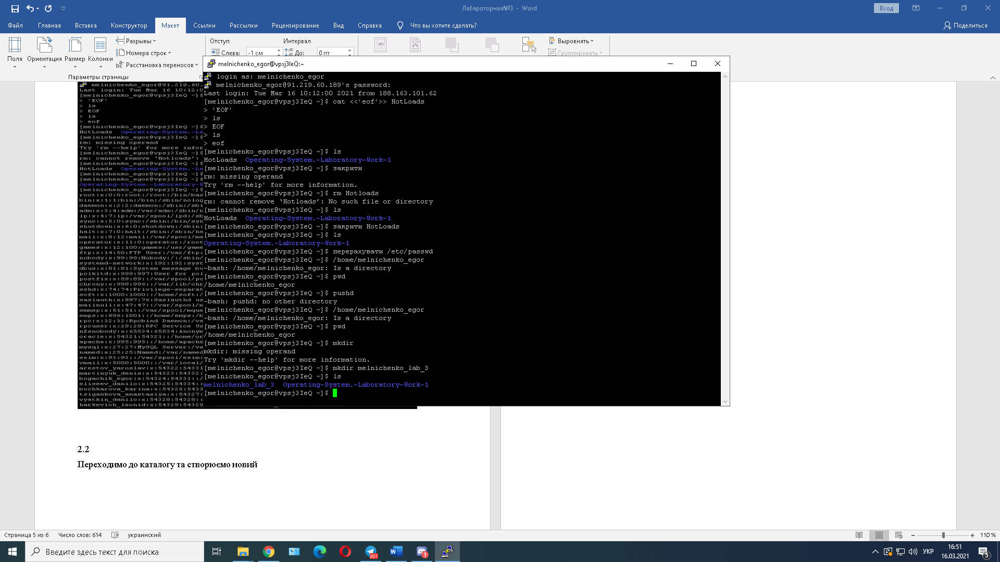 Лабароторная№3 - Word
Вход
Файл
Главная
Вставка
Конструктор
Макет
Ссылки
Рассылки
Рецензирование
Вид
Справка
Что вы хотите сделать?
Поделиться
Поля
Ориентация
Размер
Колонки
Разрывы
Номера строк
Расстановка переносов
Параметры страницы
Отступ
Интервал
Слева: -1 см
До: 0 пт
Выровнять
Группировать
melnichenko_egor@91.219.60.
Last login: Tue Mar 16 10:12:0
[melnichenko_egor@vpsj3IeQ ~]$
> 'EOF'
> ls
> EOF
> ls
> eof
[melnichenko_egor@vpsj3IeQ ~]$
HotLoads Operating-System.-La
[melnichenko_egor@vpsj3IeQ ~]$
rm: missing operand
Try 'rm --help' for more infor
[melnichenko_egor@vpsj3IeQ ~]$
rm: cannot remove ‘Hotloads’:
[melnichenko_egor@vpsj3IeQ ~]$
HotLoads Operating-System.-La
[melnichenko_egor@vpsj3IeQ ~]$
[melnichenko_egor@vpsj3IeQ ~]$
Operating-System.-Laboratory-W
[melnichenko_egor@vpsj3IeQ ~]$
root:x:0:0:root:/root:/bin/bas
bin:x:1:1:bin:/bin:/sbin/nolog
daemon:x:2:2:daemon:/sbin:/sbi
adm:x:3:4:adm:/var/adm:/sbin/n
lp:x:4:7:lp:/var/spool/lpd:/sb
sync:x:5:0:sync:/sbin:/bin/syn
shutdown:x:6:0:shutdown:/sbin:
halt:x:7:0:halt:/sbin:/sbin/ha
mail:x:8:12:mail:/var/spool/ma
operator:x:11:0:operator:/root
games:x:12:100:games:/usr/game
ftp:x:14:50:FTP User:/var/ftp:
nobody:x:99:99:Nobody:/:/sbin/
systemd-network:x:192:192:syst
dbus:x:81:81:System message bu
polkitd:x:999:997:User for pol
postfix:x:89:89::/var/spool/po
chrony:x:998:996::/var/lib/chr
sshd:x:74:74:Privilege-separat
soft:x:1000:1000::/home/soft:/
saslauth:x:997:76:Saslauthd us
mailnull:x:47:47::/var/spool/m
smmsp:x:51:51::/var/spool/mque
emps:x:996:1001::/home/emps:/b
rpc:x:32:32:Rpcbind Daemon:/va
rpcuser:x:29:29:RPC Service Us
nfsnobody:x:65534:65534:Anonym
oracle:x:54321:54321::/home/or
apache:x:995:995::/home/apache
mysql:x:27:27:MySQL Server:/va
named:x:25:25:Named:/var/named
exim:x:93:93::/var/spool/exim:
vmail:x:5000:5000::/var/local/
arestov_yaroslav:x:54322:54331
martinyuk_denis:x:54323:54332:
bogachik_egor:x:54324:54333::/
eliseev_danilo:x:54325:54334:
bochkarova_karina:x:54326:5433
tsigankova_anastasiya:x:54327:
vyatkin_danilo:x:54328:54328::
harkevich_leonid:x:54329:54329
melnichenko_egor@vpsj3IeQ:~
login as: melnichenko_egor
melnichenko_egor@91.219.60.189's password:
Last login: Tue Mar 16 10:12:00 2021 from 188.163.101.62
[melnichenko_egor@vpsj3IeQ ~]$ cat <<'eof'>> HotLoads
> 'EOF'
> ls
> EOF
> ls
> eof
[melnichenko_egor@vpsj3IeQ ~]$ ls
HotLoads Operating-System.-Laboratory-Work-1
[melnichenko_egor@vpsj3IeQ ~]$ закрити
rm: missing operand
Try 'rm --help' for more information.
[melnichenko_egor@vpsj3IeQ ~]$ rm Hotloads
rm: cannot remove ‘Hotloads’: No such file or directory
[melnichenko_egor@vpsj3IeQ ~]$ ls
HotLoads Operating-System.-Laboratory-Work-1
[melnichenko_egor@vpsj3IeQ ~]$ закрити HotLoads
[melnichenko_egor@vpsj3IeQ ~]$ ls
Operating-System.-Laboratory-Work-1
[melnichenko_egor@vpsj3IeQ ~]$ перерахувати /etc/passwd
[melnichenko_egor@vpsj3IeQ ~]$ /home/melnichenko_egor
-bash: /home/melnichenko_egor: Is a directory
[melnichenko_egor@vpsj3IeQ ~]$ pwd
/home/melnichenko_egor
[melnichenko_egor@vpsj3IeQ ~]$ pushd
-bash: pushd: no other directory
[melnichenko_egor@vpsj3IeQ ~]$ /home/melnichenko_egor
-bash: /home/melnichenko_egor: Is a directory
[melnichenko_egor@vpsj3IeQ ~]$ pwd
/home/melnichenko_egor
[melnichenko_egor@vpsj3IeQ ~]$ mkdir
mkdir: missing operand
Try 'mkdir --help' for more information.
[melnichenko_egor@vpsj3IeQ ~]$ mkdir melnichenko_lab_3
[melnichenko_egor@vpsj3IeQ ~]$ ls
melnichenko_lab_3 Operating-System.-Laboratory-Work-1
[melnichenko_egor@vpsj3IeQ ~]$
2.2
Переходимо до каталогу та створюємо новий
Страница 5 из 6
Число слов: 614
украинский
110 %
Введите здесь текст для поиска
201
1
УКР
16:51
16.03.2021
5